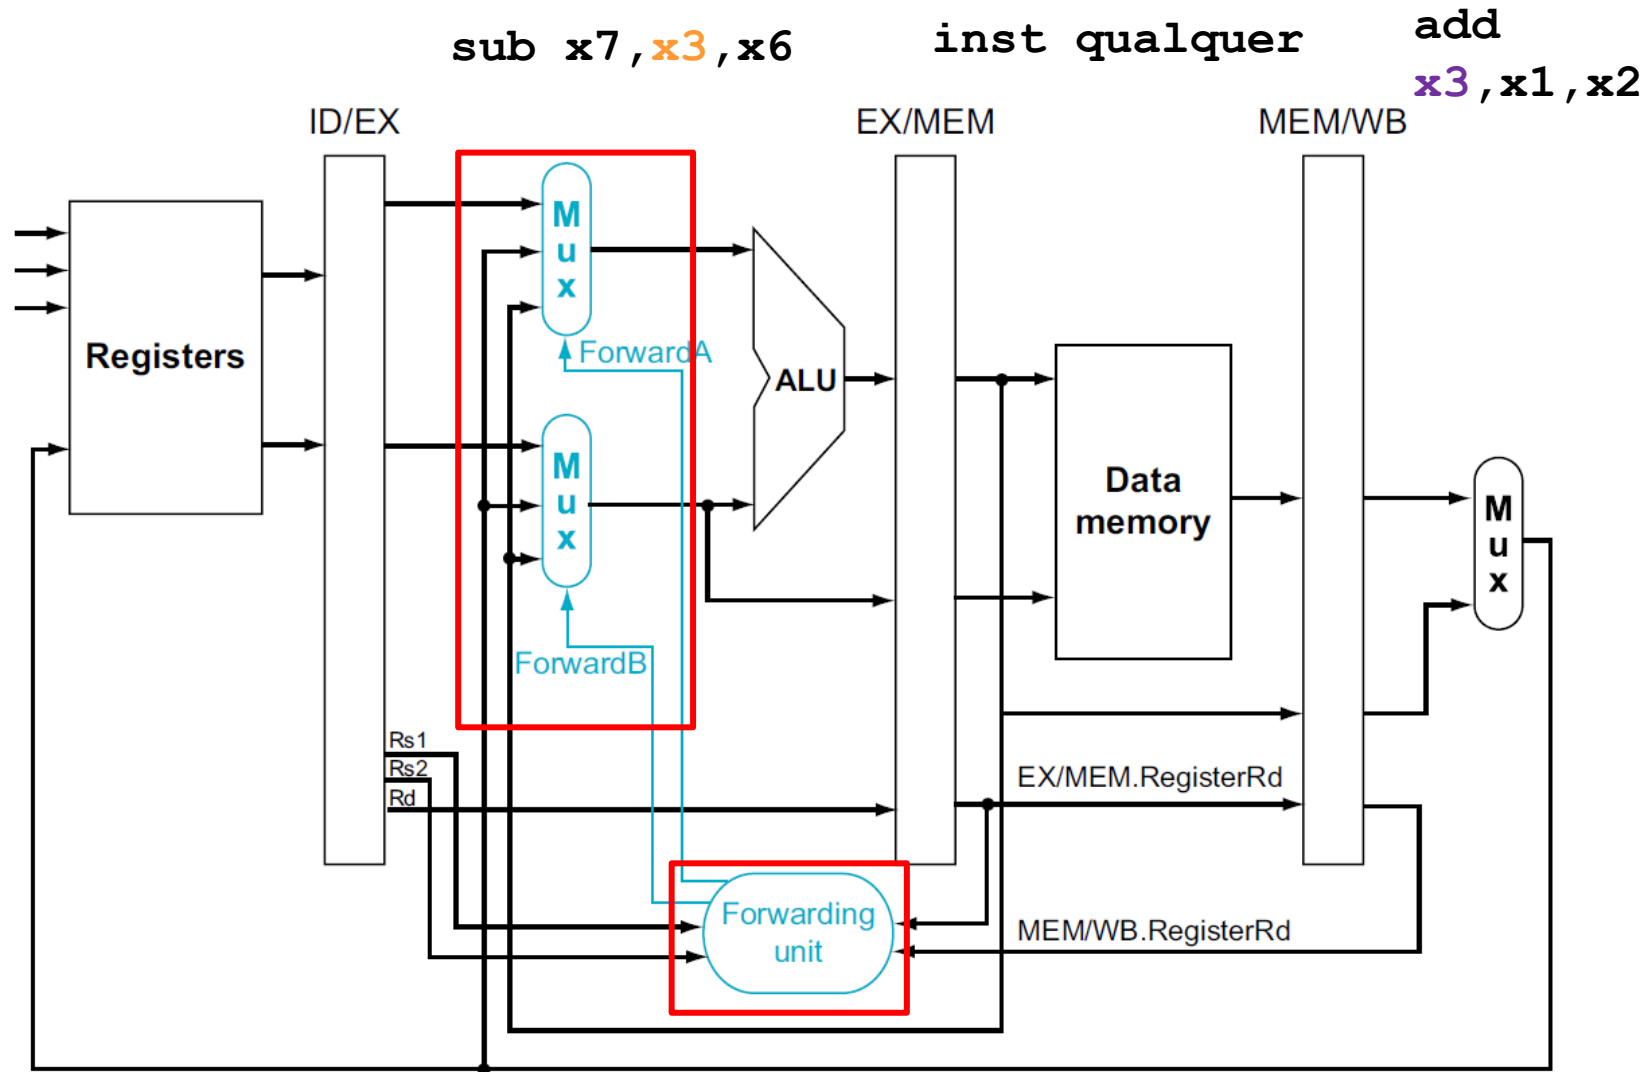 sub x7,x3,x6
inst qualquer
add
x3,x1,x2
ID/EX
EX/MEM
MEM/WB
Registers
M
u
x
ForwardA
M
u
x
ForwardB
ALU
Data
memory
M
u
x
Rs1
Rs2
Rd
EX/MEM.RegisterRd
Forwarding
unit
MEM/WB.RegisterRd